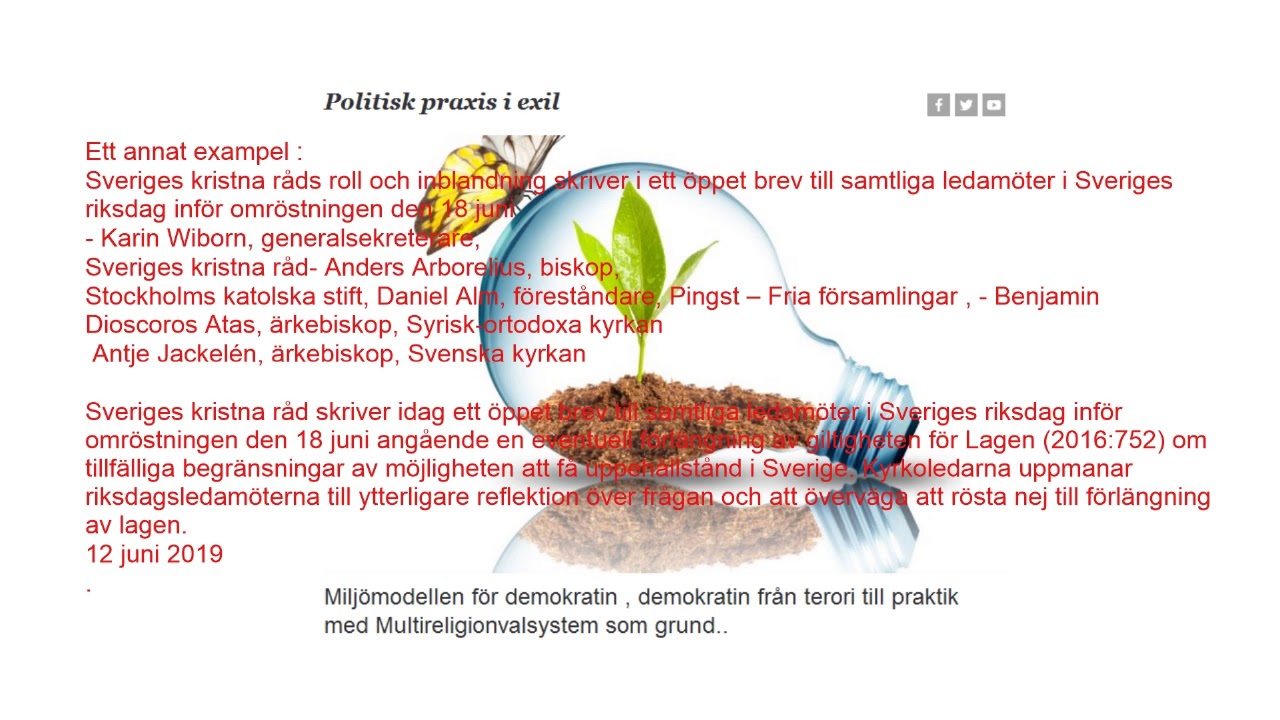 Politisk praxis i exil
Ett annat exampel :
Sveriges kristna råds roll och inblandning skriver i ett öppet brev till samtliga ledamöter i Sveriges
riksdag inför omröstningen den 18 juni
- Karin Wiborn, generalsekreterare,
Sveriges kristna råd- Anders Arborelius, biskop,
Stockholms katolska stift, Daniel Alm, föreståndare, Pingst – Fria församlingar , - Benjamin
Dioscoros Atas, ärkebiskop, Syrisk-ortodoxa kyrkan
Antje Jackelén, ärkebiskop, Svenska kyrkan
Sveriges kristna råd skriver idag ett öppet brev till samtliga ledamöter i Sveriges riksdag inför
omröstningen den 18 juni angående en eventuell förlängning av giltigheten för Lagen (2016:752) om
tillfälliga begränsningar av möjligheten att få uppehållstånd i Sverige. Kyrkoledarna uppmanar
riksdagsledamöterna till ytterligare reflektion över frågan och att överväga att rösta nej till förlängning
av lagen.
12 juni 2019
.
Miljömodellen för demokratin , demokratin från terori till praktik
med Multireligionvalsystem som grund..